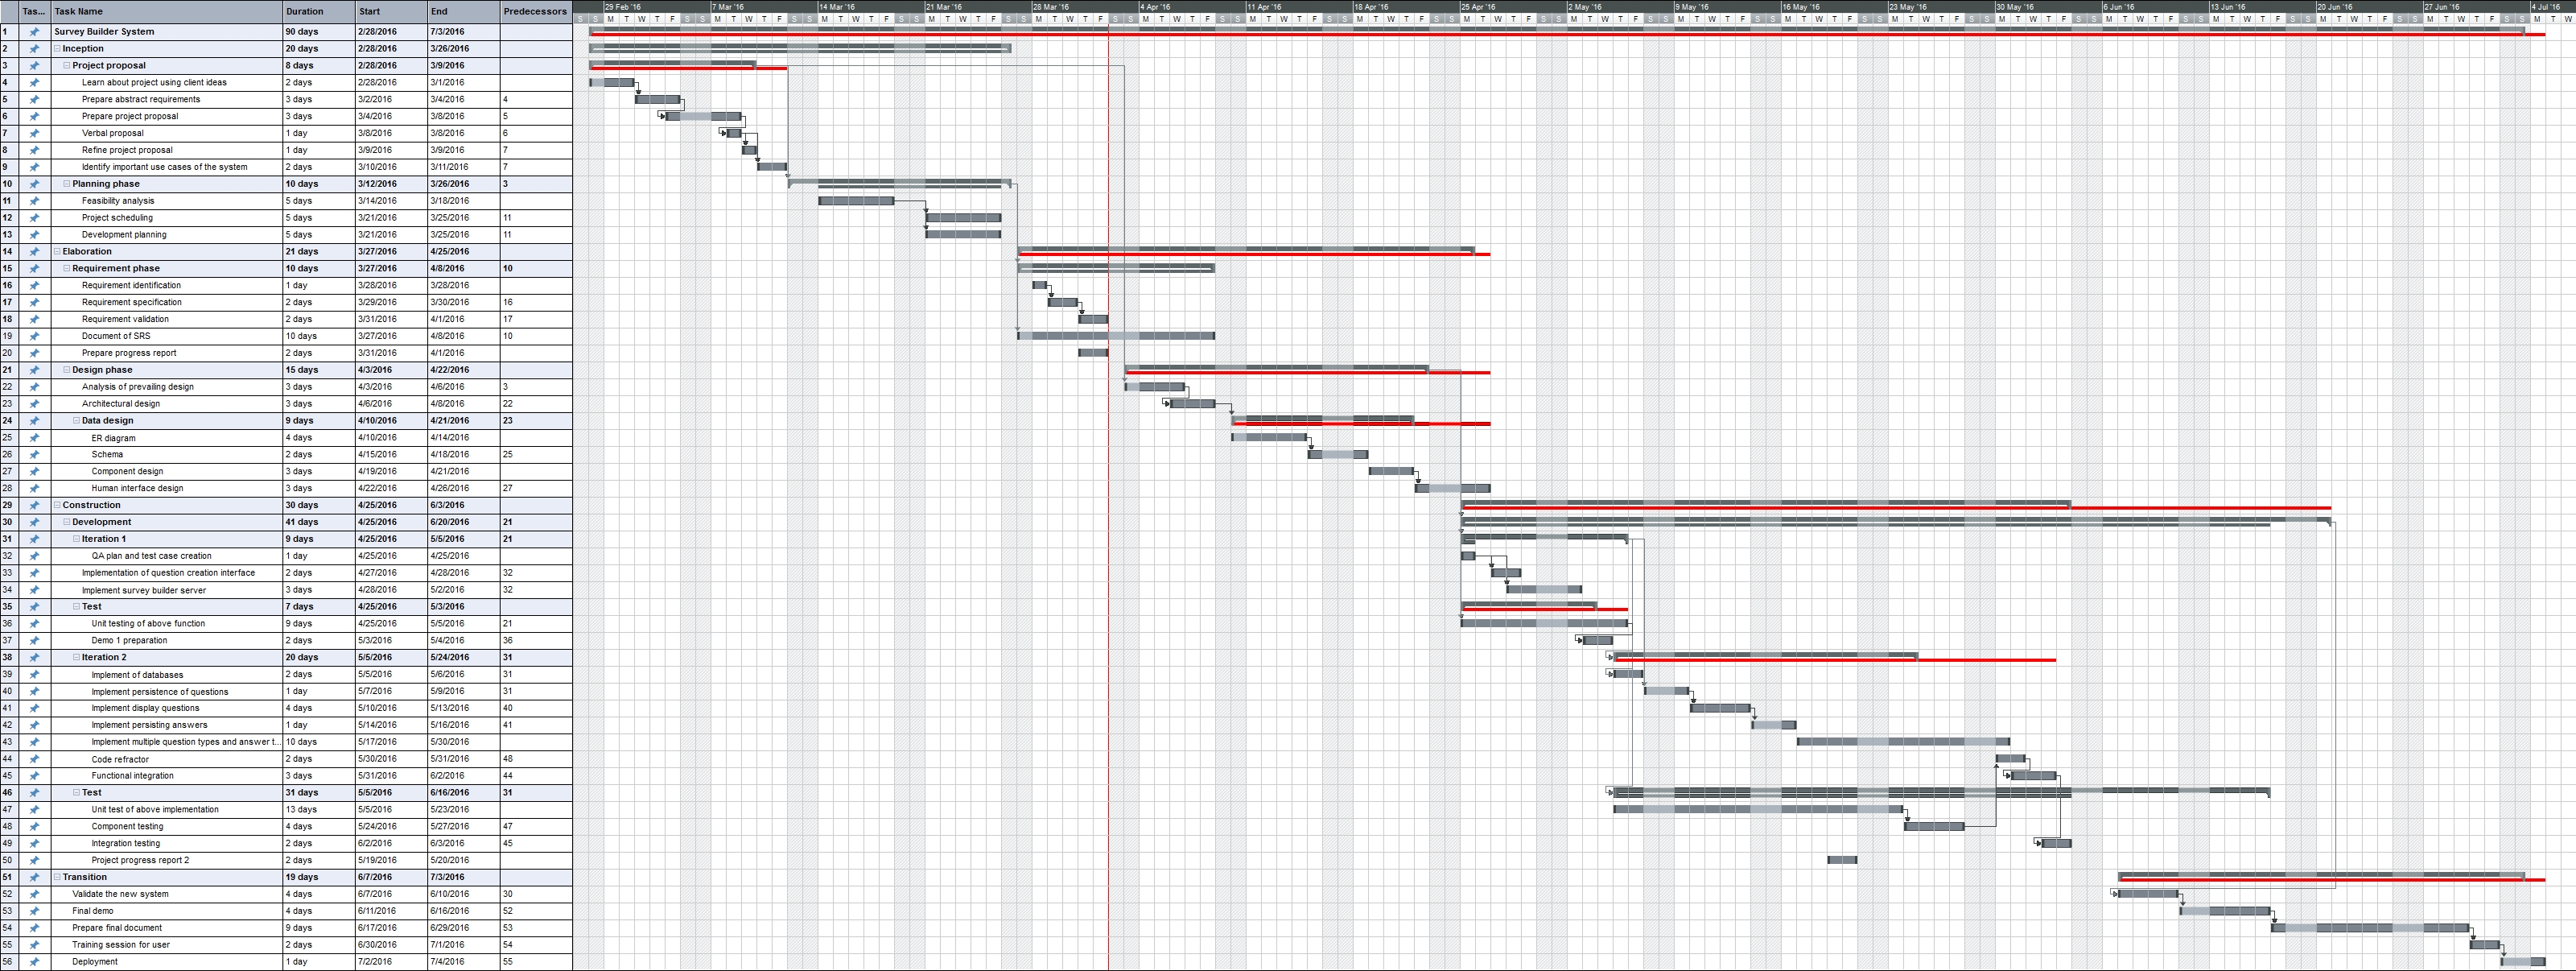 Tas... Task Name Duration Start End Predecessors 29 Feb '16 7 Mar '16 14 Mar '16 21 Mar '16 28 Mar '16 4 Apr '16 11 Apr '16 18 Apr '16 25 Apr '16 2 May '16 9 May '16 16 May '16 23 May '16 30 May '16 6 Jun '16 13 Jun '16 20 Jun '16 27 Jun '16 4 Jul '16
S S M T W T F S S M T W T F S S M T W T F S S M T W T F S S M T W T F S S M T W T F S S M T W T F S S M T W T F S S M T W T F S S M T W T F S S M T W T F S S M T W T F S S M T W T F S S M T W T F S S M T W T F S S M T W T F S S M T W T F S S M T W T F S S M T W
1 Survey Builder System 90 days 2/28/2016 7/3/2016
2 Inception 20 days 2/28/2016 3/26/2016
3 Project proposal 8 days 2/28/2016 3/9/2016
4 Learn about project using client ideas 2 days 2/28/2016 3/1/2016
5 Prepare abstract requirements 3 days 3/2/2016 3/4/2016 4
6 Prepare project proposal 3 days 3/4/2016 3/8/2016 5
7 Verbal proposal 1 day 3/8/2016 3/8/2016 6
8 Refine project proposal 1 day 3/9/2016 3/9/2016 7
9 Identify important use cases of the system 2 days 3/10/2016 3/11/2016 7
10 Planning phase 10 days 3/12/2016 3/26/2016 3
11 Feasibility analysis 5 days 3/14/2016 3/18/2016
12 Project scheduling 5 days 3/21/2016 3/25/2016 11
13 Development planning 5 days 3/21/2016 3/25/2016 11
14 Elaboration 21 days 3/27/2016 4/25/2016
15 Requirement phase 10 days 3/27/2016 4/8/2016 10
16 Requirement identification 1 day 3/28/2016 3/28/2016
17 Requirement specification 2 days 3/29/2016 3/30/2016 16
18 Requirement validation 2 days 3/31/2016 4/1/2016 17
19 Document of SRS 10 days 3/27/2016 4/8/2016 10
20 Prepare progress report 2 days 3/31/2016 4/1/2016
21 Design phase 15 days 4/3/2016 4/22/2016
22 Analysis of prevailing design 3 days 4/3/2016 4/6/2016 3
23 Architectural design 3 days 4/6/2016 4/8/2016 22
24 Data design 9 days 4/10/2016 4/21/2016 23
25 ER diagram 4 days 4/10/2016 4/14/2016
26 Schema 2 days 4/15/2016 4/18/2016 25
27 Component design 3 days 4/19/2016 4/21/2016
28 Human interface design 3 days 4/22/2016 4/26/2016 27
29 Construction 30 days 4/25/2016 6/3/2016
30 Development 41 days 4/25/2016 6/20/2016 21
31 Iteration 1 9 days 4/25/2016 5/5/2016 21
32 QA plan and test case creation 1 day 4/25/2016 4/25/2016
33 Implementation of question creation interface 2 days 4/27/2016 4/28/2016 32
34 Implement survey builder server 3 days 4/28/2016 5/2/2016 32
35 Test 7 days 4/25/2016 5/3/2016
36 Unit testing of above function 9 days 4/25/2016 5/5/2016 21
37 Demo 1 preparation 2 days 5/3/2016 5/4/2016 36
38 Iteration 2 20 days 5/5/2016 5/24/2016 31
39 Implement of databases 2 days 5/5/2016 5/6/2016 31
40 Implement persistence of questions 1 day 5/7/2016 5/9/2016 31
41 Implement display questions 4 days 5/10/2016 5/13/2016 40
42 Implement persisting answers 1 day 5/14/2016 5/16/2016 41
43 Implement multiple question types and answer t... 10 days 5/17/2016 5/30/2016
44 Code refractor 2 days 5/30/2016 5/31/2016 48
45 Functional integration 3 days 5/31/2016 6/2/2016 44
46 Test 31 days 5/5/2016 6/16/2016 31
47 Unit test of above implementation 13 days 5/5/2016 5/23/2016
48 Component testing 4 days 5/24/2016 5/27/2016 47
49 Integration testing 2 days 6/2/2016 6/3/2016 45
50 Project progress report 2 2 days 5/19/2016 5/20/2016
51 Transition 19 days 6/7/2016 7/3/2016
52 Validate the new system 4 days 6/7/2016 6/10/2016 30
53 Final demo 4 days 6/11/2016 6/16/2016 52
54 Prepare final document 9 days 6/17/2016 6/29/2016 53
55 Training session for user 2 days 6/30/2016 7/1/2016 54
56 Deployment 1 day 7/2/2016 7/4/2016 55